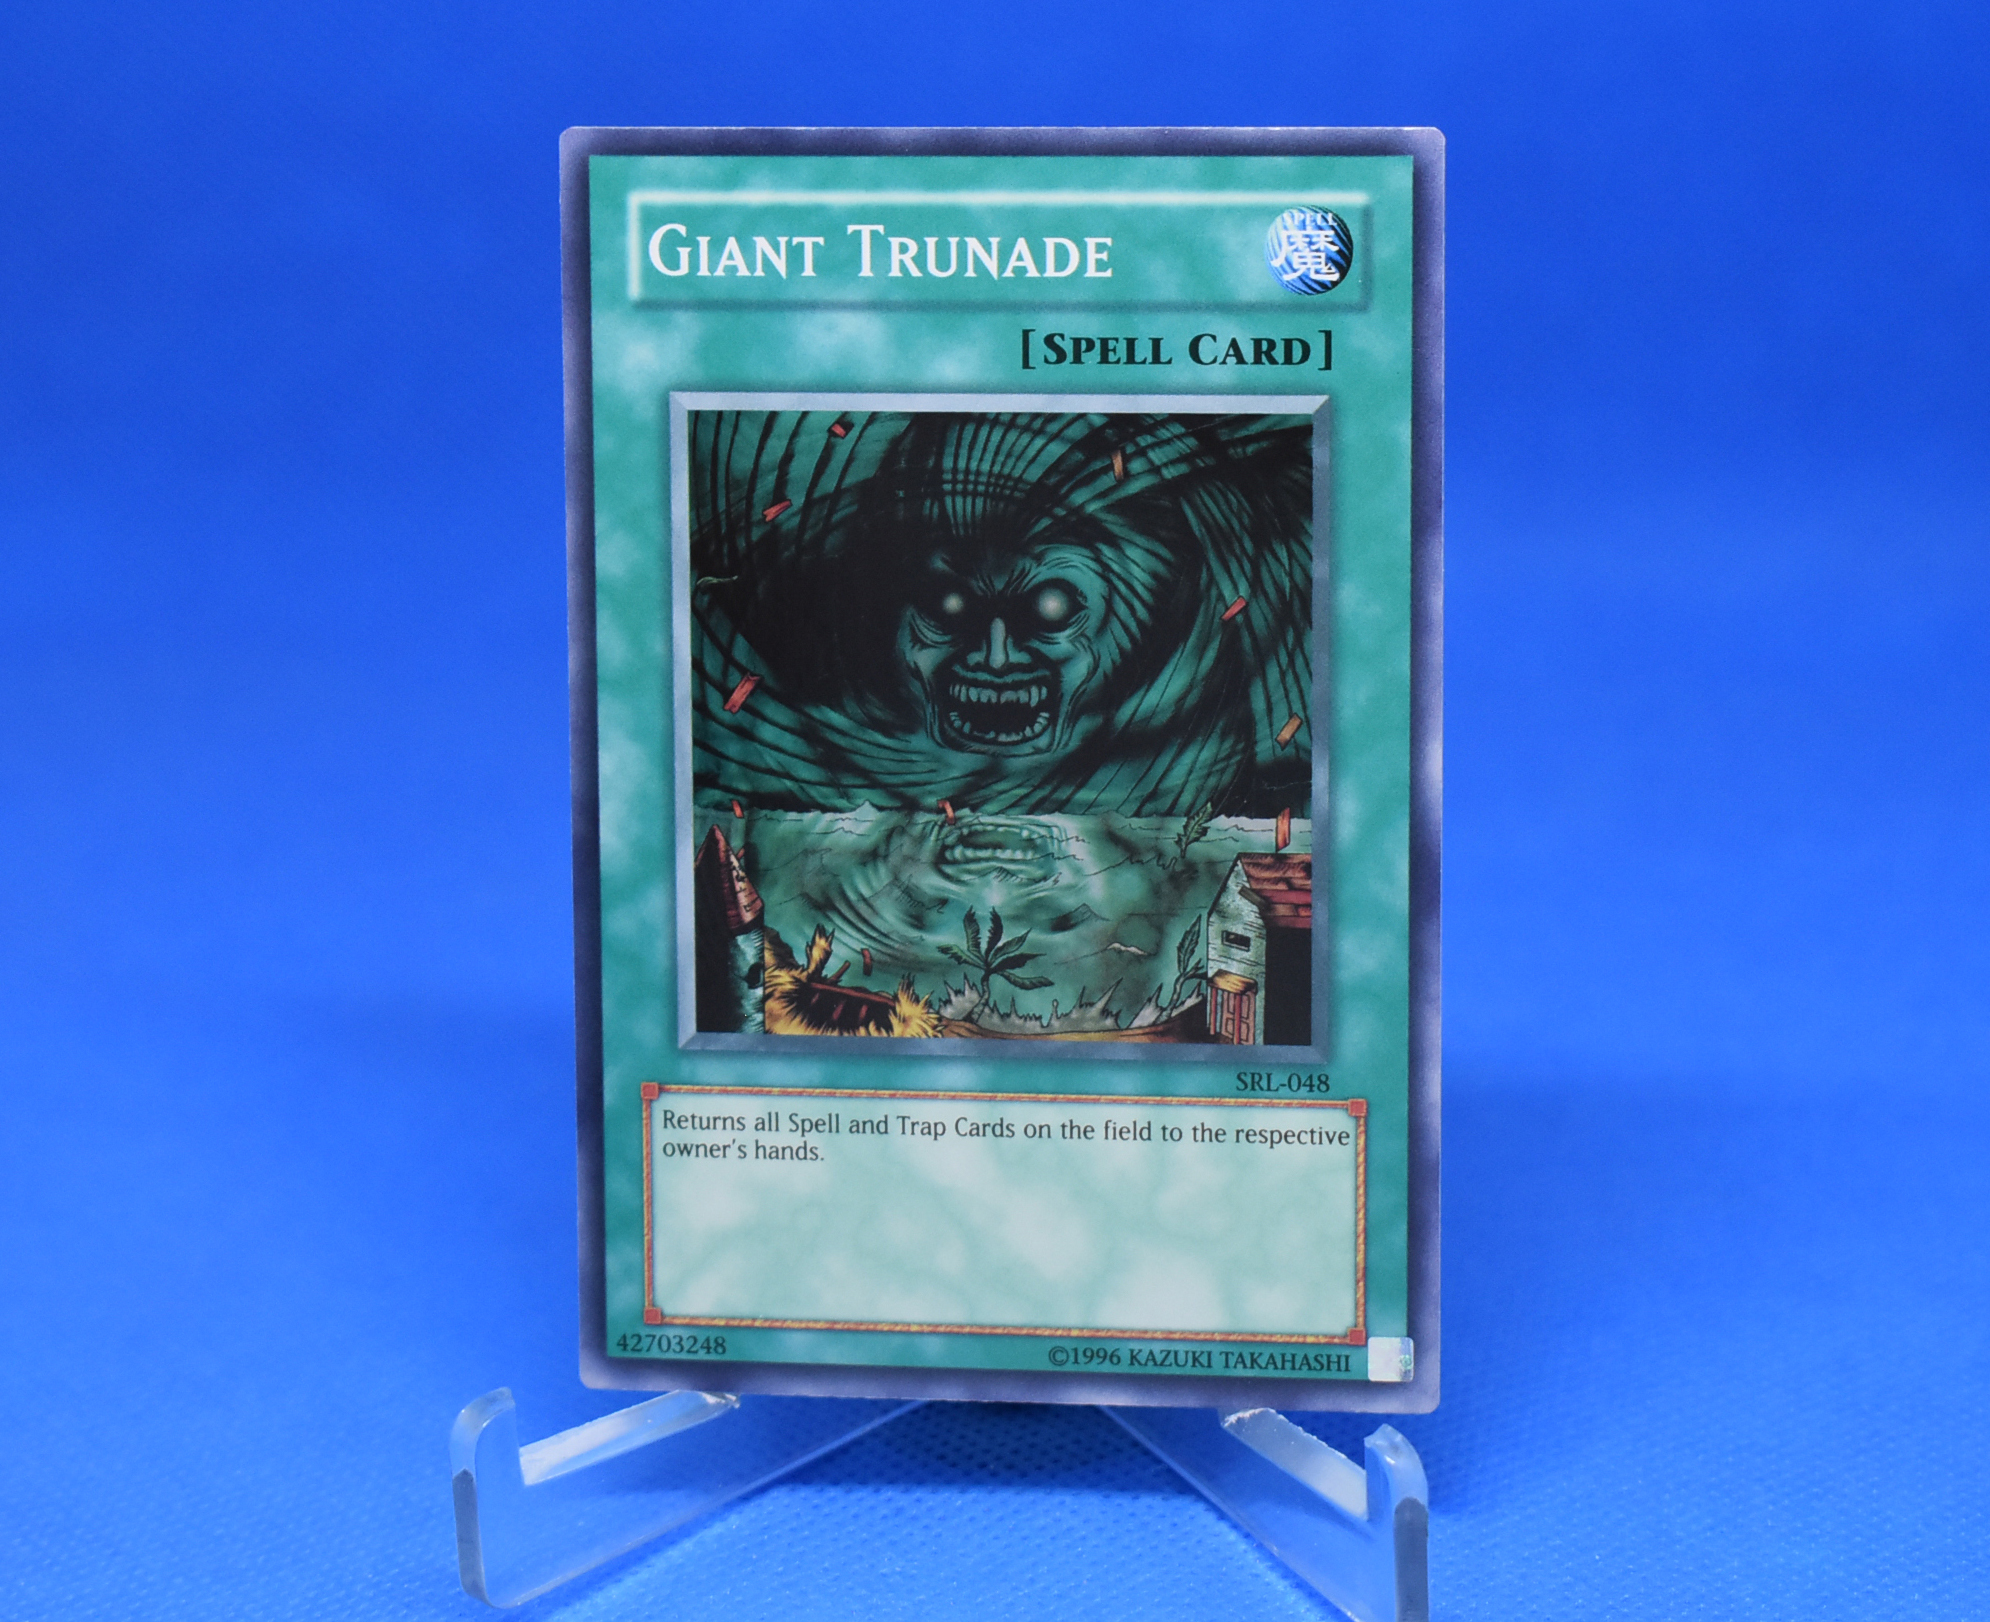 GIANT TRUNADE
SPELL
魔
[SPELL CARD]
SRL-048
Returns all Spell and Trap Cards on the field to the respective
owner's hands.
42703248
©1996 KAZUKI TAKAHASHI